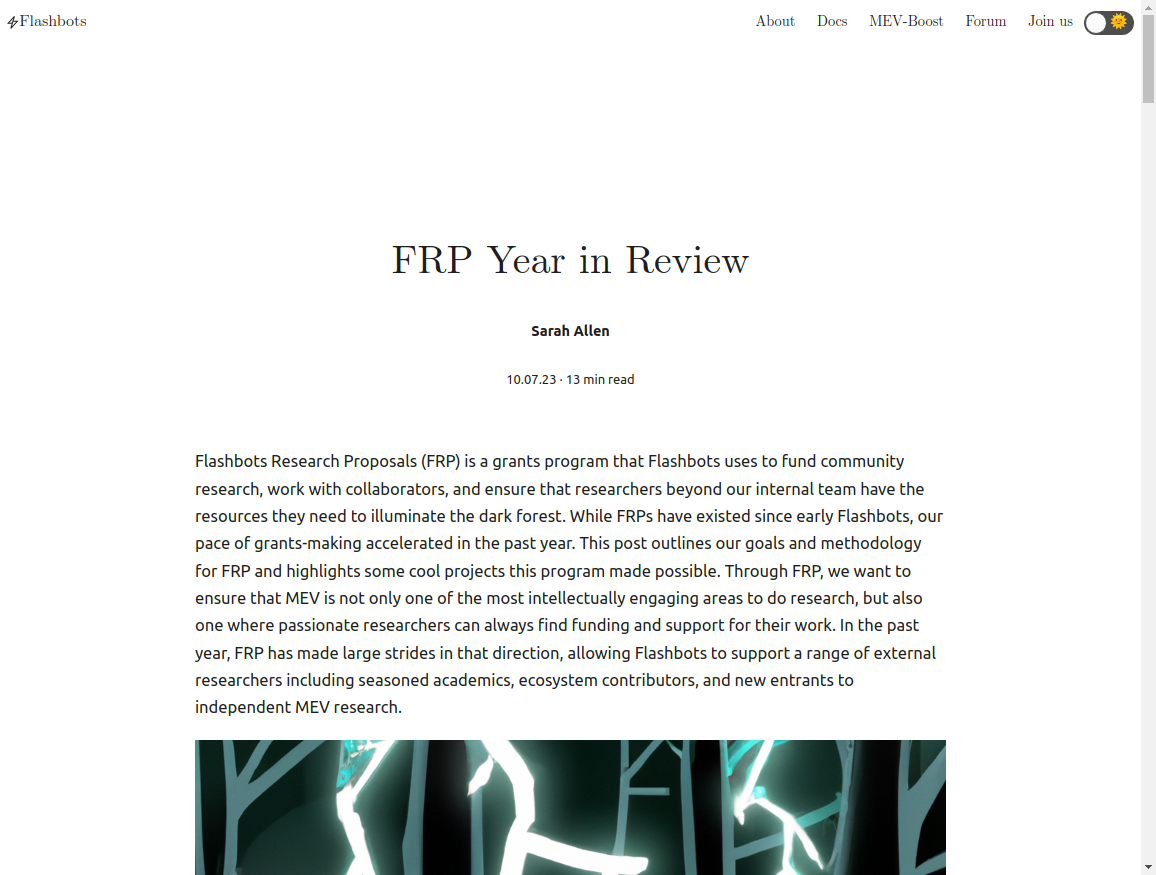 Flashbots
About Docs MEV-Boost Forum Join us
FRP Year in Review
Sarah Allen
10.07.23 · 13 min read
Flashbots Research Proposals (FRP) is a grants program that Flashbots uses to fund community
research, work with collaborators, and ensure that researchers beyond our internal team have the
resources they need to illuminate the dark forest. While FRPs have existed since early Flashbots, our
pace of grants-making accelerated in the past year. This post outlines our goals and methodology
for FRP and highlights some cool projects this program made possible. Through FRP, we want to
ensure that MEV is not only one of the most intellectually engaging areas to do research, but also
one where passionate researchers can always find funding and support for their work. In the past
year, FRP has made large strides in that direction, allowing Flashbots to support a range of external
researchers including seasoned academics, ecosystem contributors, and new entrants to
independent MEV research.